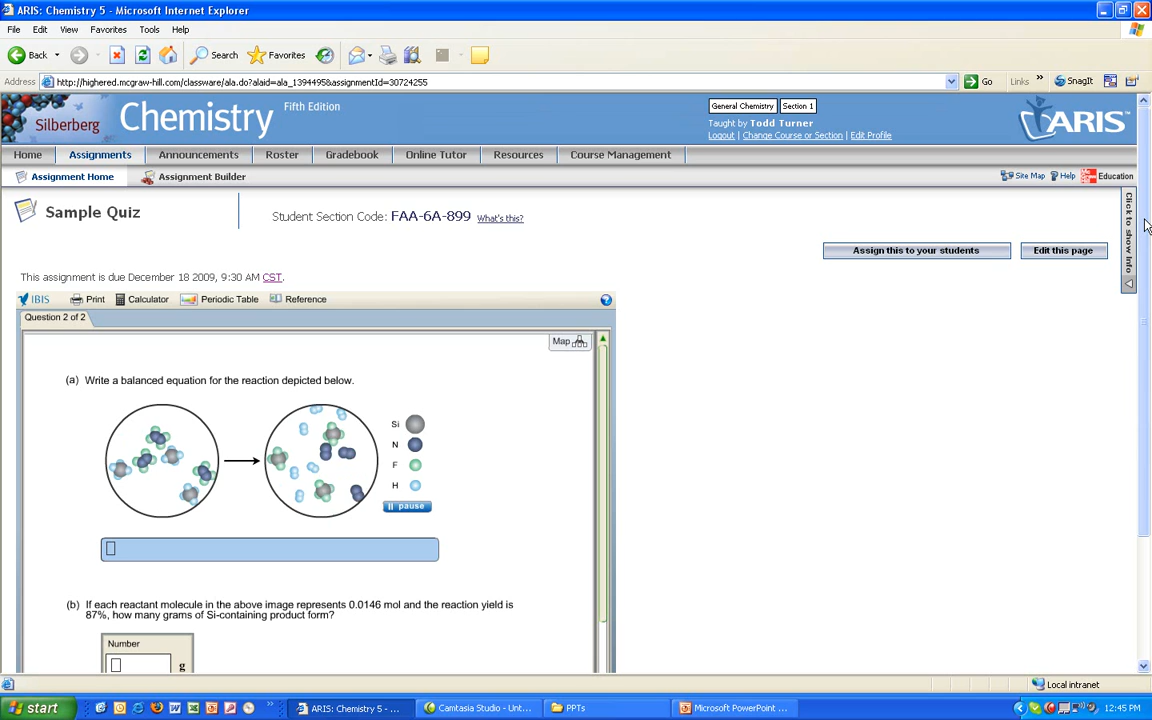 ARIS: Chemistry 5 - Microsoft Internet Explorer
File Edit View Favorites Tools Help
Back Search Favorites
Address http://highered.mcgraw-hill.com/classware/ala.do?alaid=ala_1394495&assignmentId=30724255 Go Links » SnagIt
Silberberg Chemistry Fifth Edition
General Chemistry Section 1
Taught by Todd Turner
Logout | Change Course or Section | Edit Profile
ARIS
Home Assignments Announcements Roster Gradebook Online Tutor Resources Course Management
Assignment Home Assignment Builder Site Map Help Education
Click to show Info
Sample Quiz Student Section Code: FAA-6A-899 What's this?
Assign this to your students Edit this page
This assignment is due December 18 2009, 9:30 AM CST.
IBIS Print Calculator Periodic Table Reference ?
Question 2 of 2
Map
(a) Write a balanced equation for the reaction depicted below.
Si
N
F
H
pause
(b) If each reactant molecule in the above image represents 0.0146 mol and the reaction yield is
87%, how many grams of Si-containing product form?
Number
g
Local intranet
start » ARIS: Chemistry 5 - ... Camtasia Studio - Unt... PPTs Microsoft PowerPoint ... 12:45 PM